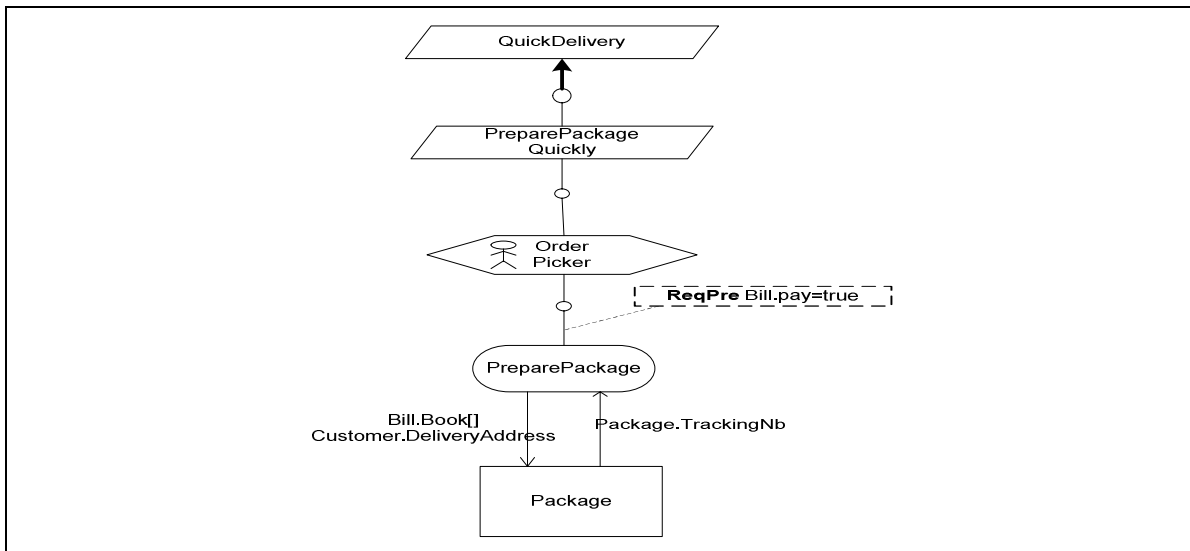 QuickDelivery
PreparePackage
Quickly
Order
Picker
ReqPre Bill.pay=true
PreparePackage
Bill.Book[]
Customer.DeliveryAddress
Package.TrackingNb
Package